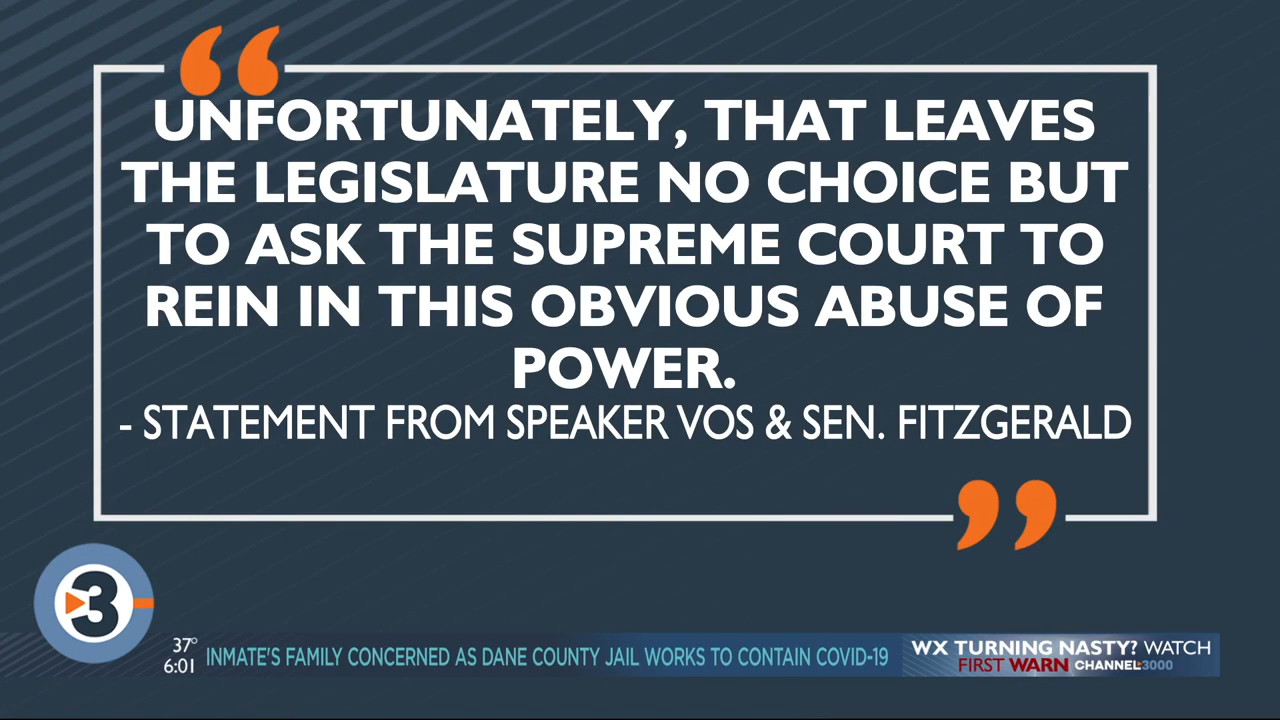 “
UNFORTUNATELY, THAT LEAVES
THE LEGISLATURE NO CHOICE BUT
TO ASK THE SUPREME COURT TO
REIN IN THIS OBVIOUS ABUSE OF
POWER.
- STATEMENT FROM SPEAKER VOS & SEN. FITZGERALD
”
3
37°
6:01
INMATE'S FAMILY CONCERNED AS DANE COUNTY JAIL WORKS TO CONTAIN COVID-19
WX TURNING NASTY? WATCH
FIRST WARN CHANNEL3000